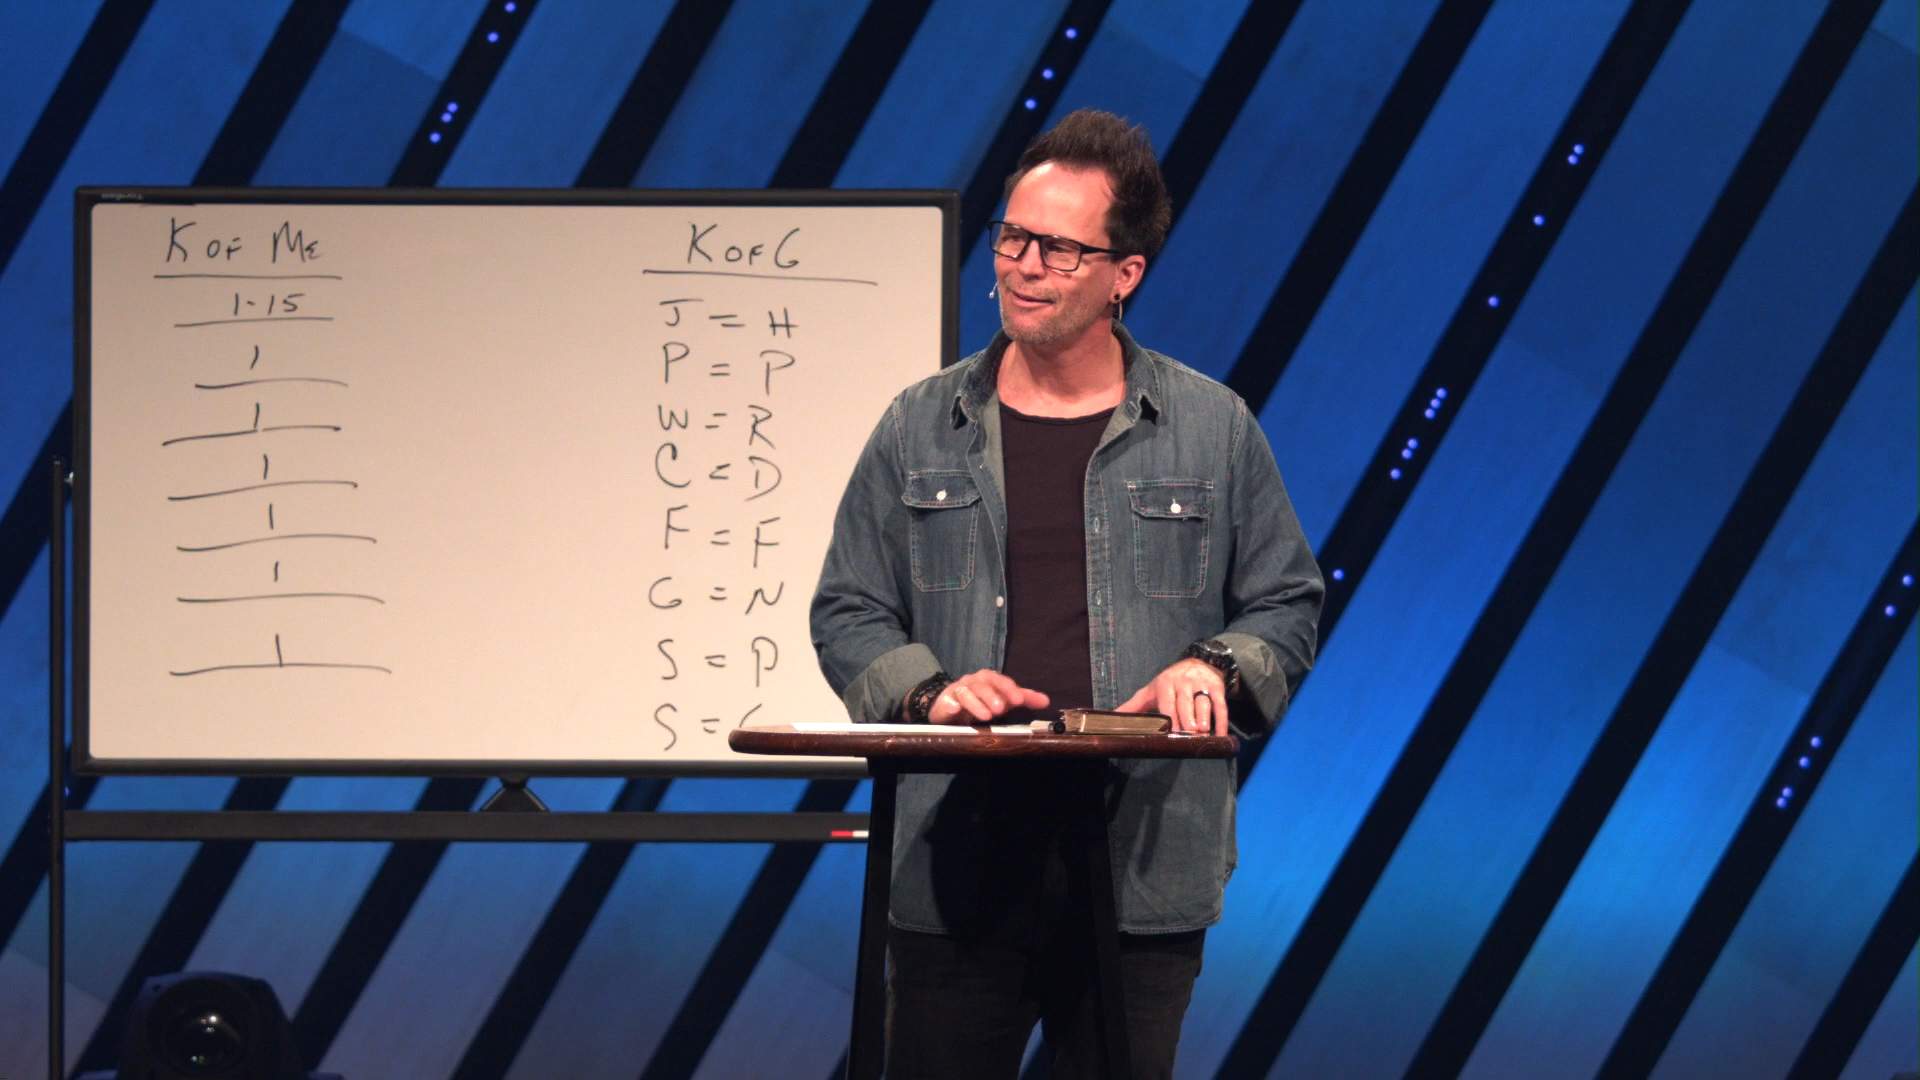 K OF ME
1-15
1
1
1
1
1
1
K OF G
J = H
P = P
W = R
C = D
F = F
G = N
S = P
S =